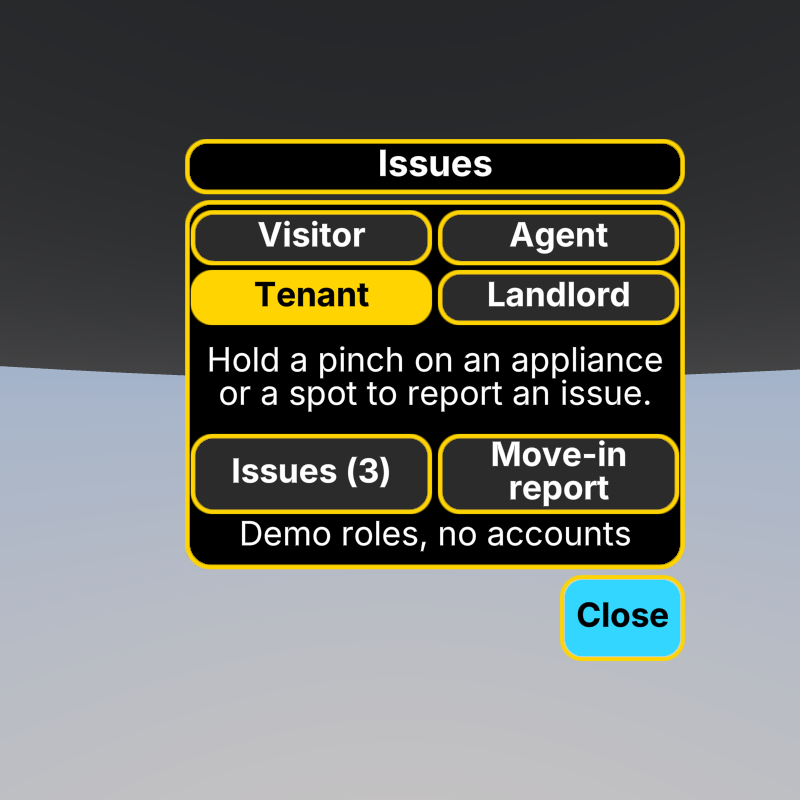 Issues
Visitor
Agent
Tenant
Landlord
Hold a pinch on an appliance
or a spot to report an issue.
Issues (3)
Move-in
report
Demo roles, no accounts
Close